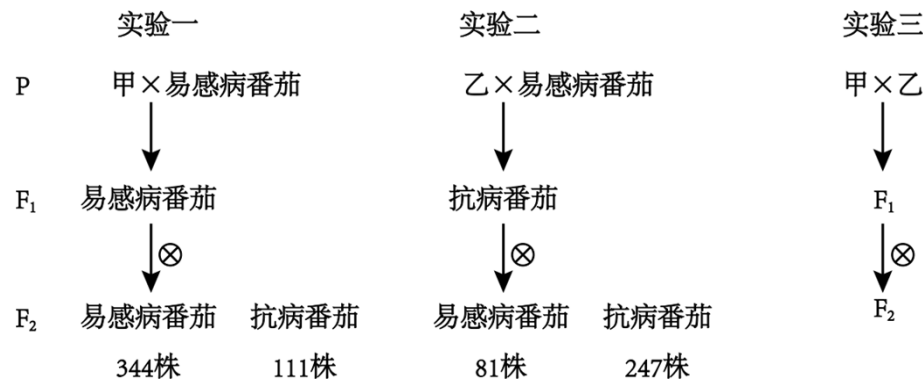 实验一 实验二 实验三
P 甲×易感病番茄 乙×易感病番茄 甲×乙
F₁ 易感病番茄 抗病番茄 F₁
⊗ ⊗ ⊗
F₂ 易感病番茄 抗病番茄 易感病番茄 抗病番茄 F₂
344株 111株 81株 247株